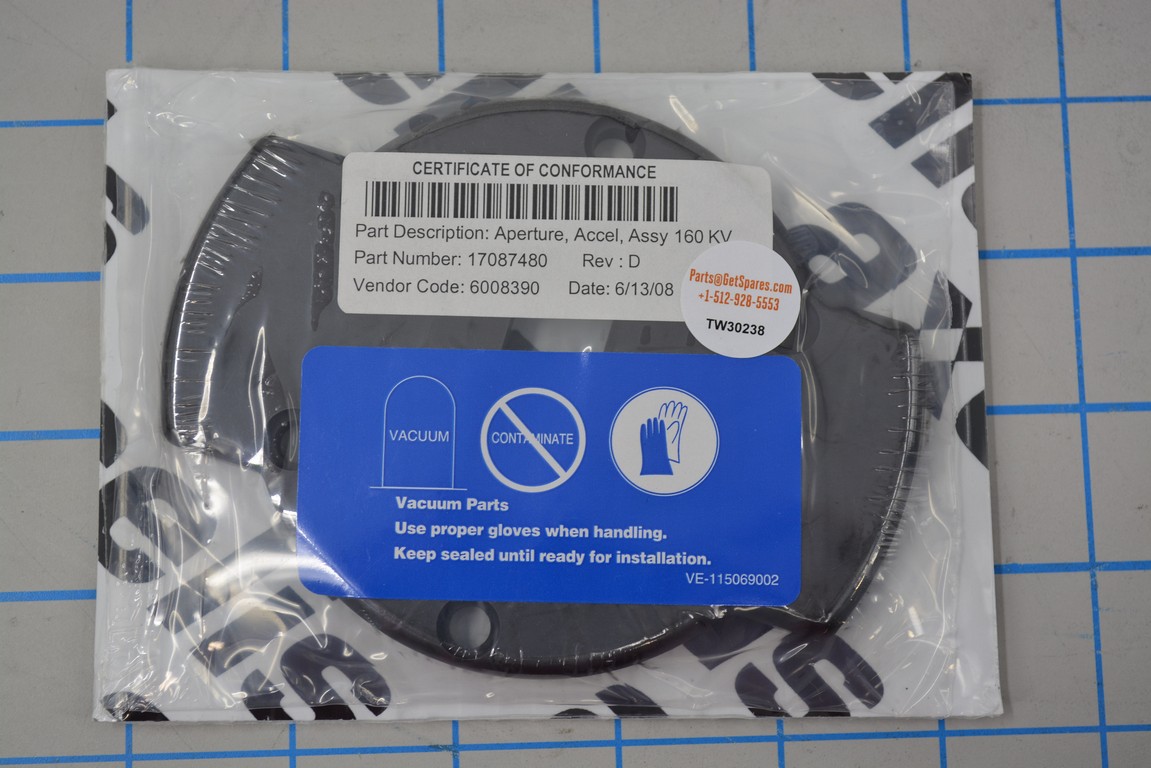 CERTIFICATE OF CONFORMANCE
Part Description: Aperture, Accel, Assy 160 KV
Part Number: 17087480 Rev : D
Vendor Code: 6008390 Date: 6/13/08
Parts@GetSpares.com
+1-512-928-5553
TW30238
VACUUM
CONTAMINATE
Vacuum Parts
Use proper gloves when handling.
Keep sealed until ready for installation.
VE-115069002